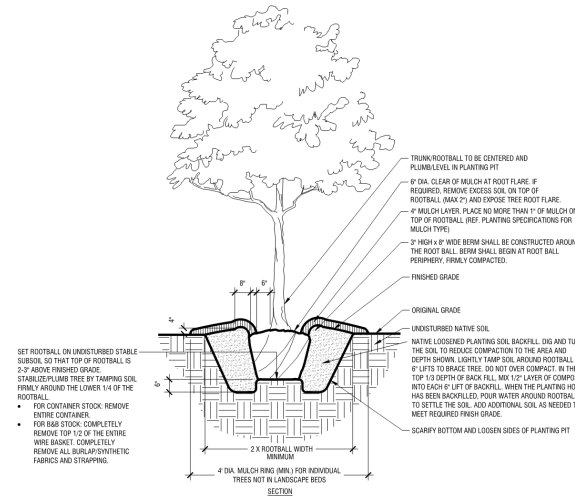 TRUNK/ROOTBALL TO BE CENTERED AND
PLUMB/LEVEL IN PLANTING PIT
6" DIA. CLEAR OF MULCH AT ROOT FLARE. IF
REQUIRED, REMOVE EXCESS SOIL ON TOP OF
ROOTBALL (MAX 2") AND EXPOSE TREE ROOT FLARE.
4" MULCH LAYER. PLACE NO MORE THAN 1" OF MULCH ON
TOP OF ROOTBALL (REF. PLANTING SPECIFICATIONS FOR
MULCH TYPE)
3" HIGH x 8" WIDE BERM SHALL BE CONSTRUCTED AROUN
THE ROOT BALL. BERM SHALL BEGIN AT ROOT BALL
PERIPHERY, FIRMLY COMPACTED.
FINISHED GRADE
ORIGINAL GRADE
UNDISTURBED NATIVE SOIL
NATIVE LOOSENED PLANTING SOIL BACKFILL. DIG AND TU
THE SOIL TO REDUCE COMPACTION TO THE AREA AND
DEPTH SHOWN. LIGHTLY TAMP SOIL AROUND ROOTBALL
6" LIFTS TO BRACE TREE. DO NOT OVER COMPACT. IN THE
TOP 1/3 DEPTH OF BACK FILL, MIX 1/2" LAYER OF COMPO
INTO EACH 6" LIFT OF BACKFILL. WHEN THE PLANTING HO
HAS BEEN BACKFILLED, POUR WATER AROUND ROOTBAL
TO SETTLE THE SOIL. ADD ADDITIONAL SOIL AS NEEDED T
MEET REQUIRED FINISH GRADE.
SCARIFY BOTTOM AND LOOSEN SIDES OF PLANTING PIT
8" 6"
4"
6"
SET ROOTBALL ON UNDISTURBED STABLE
SUBSOIL SO THAT TOP OF ROOTBALL IS
2-3" ABOVE FINISHED GRADE.
STABILIZE/PLUMB TREE BY TAMPING SOIL
FIRMLY AROUND THE LOWER 1/4 OF THE
ROOTBALL.
• FOR CONTAINER STOCK: REMOVE
ENTIRE CONTAINER.
• FOR B&B STOCK: COMPLETELY
REMOVE TOP 1/2 OF THE ENTIRE
WIRE BASKET. COMPLETELY
REMOVE ALL BURLAP/SYNTHETIC
FABRICS AND STRAPPING.
2 X ROOTBALL WIDTH
MINIMUM
4' DIA. MULCH RING (MIN.) FOR INDIVIDUAL
TREES NOT IN LANDSCAPE BEDS
SECTION